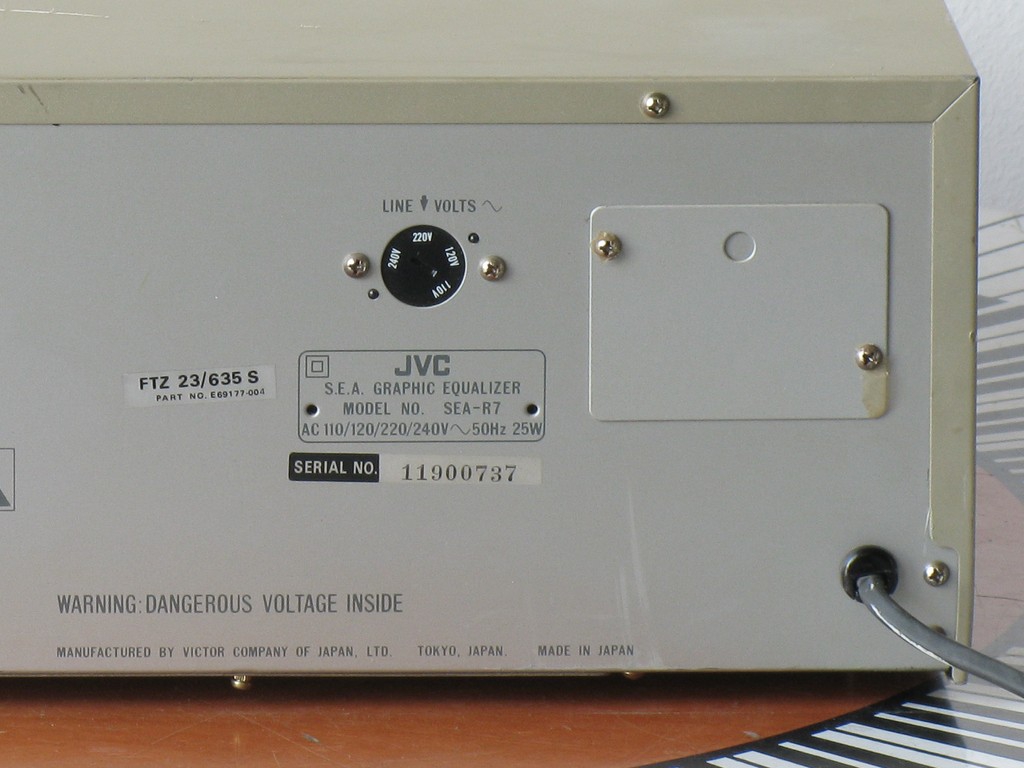 LINE VOLTS
220V
240V
120V
110V
JVC
S.E.A. GRAPHIC EQUALIZER
MODEL NO. SEA-R7
AC 110/120/220/240V~50Hz 25W
FTZ 23/635 S
PART NO. E69177-004
SERIAL NO. 11900737
WARNING: DANGEROUS VOLTAGE INSIDE
MANUFACTURED BY VICTOR COMPANY OF JAPAN, LTD. TOKYO, JAPAN. MADE IN JAPAN